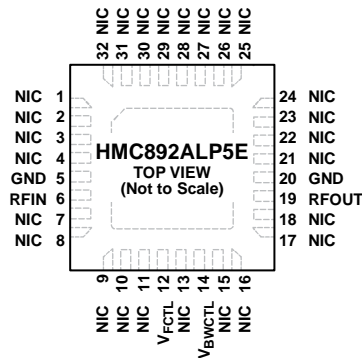 32 NIC
31 NIC
30 NIC
29 NIC
28 NIC
27 NIC
26 NIC
25 NIC
NIC 1
NIC 2
NIC 3
NIC 4
GND 5
RFIN 6
NIC 7
NIC 8
HMC892ALP5E
TOP VIEW
(Not to Scale)
24 NIC
23 NIC
22 NIC
21 NIC
20 GND
19 RFOUT
18 NIC
17 NIC
NIC 9
NIC 10
NIC 11
VFCTL 12
NIC 13
VBWCTL 14
NIC 15
NIC 16